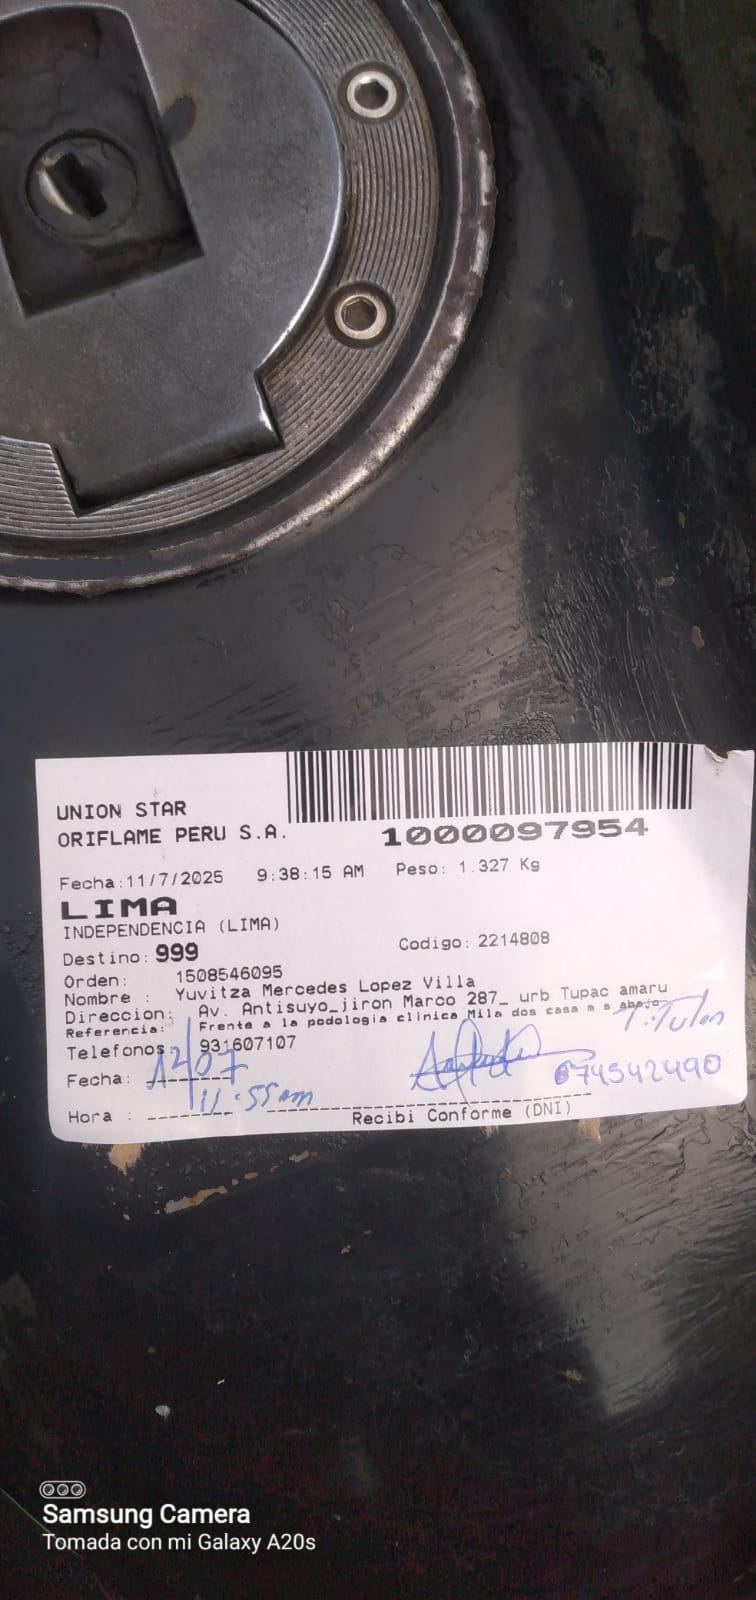 UNION STAR
ORIFLAME PERU S.A.
1000097954
Fecha:11/7/2025 9:38:15 AM Peso: 1.327 Kg
LIMA
INDEPENDENCIA (LIMA)
Destino: 999 Codigo: 2214808
Orden: 1508546095
Nombre : Yuvitza Mercedes Lopez Villa
Direccion: Av. Antisuyo_jiron Marco 287_ urb Tupac amaru
Referencia: Frente a la podologia clinica Mila dos casa m s abajo
Telefonos: 931607107
Fecha: 12/07
Hora : 11:55am
Recibi Conforme (DNI)
Samsung Camera
Tomada con mi Galaxy A20s